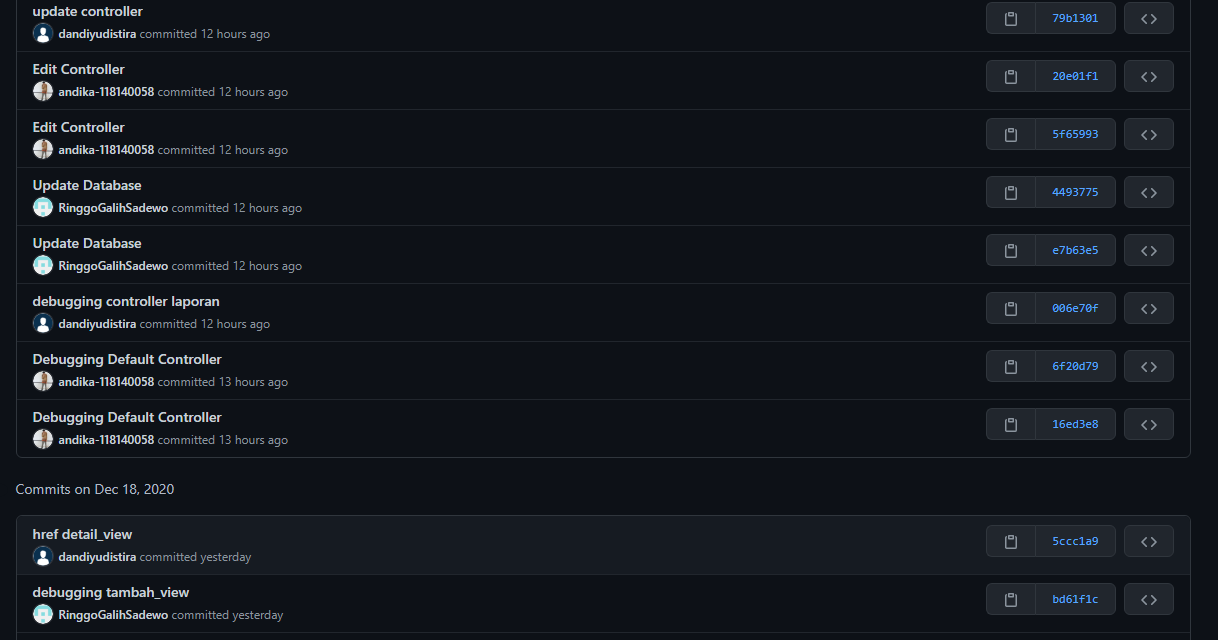 update controller
79b1301
dandiyudistira committed 12 hours ago
Edit Controller
20e01f1
andika-118140058 committed 12 hours ago
Edit Controller
5f65993
andika-118140058 committed 12 hours ago
Update Database
4493775
RinggoGalihSadewo committed 12 hours ago
Update Database
e7b63e5
RinggoGalihSadewo committed 12 hours ago
debugging controller laporan
006e70f
dandiyudistira committed 12 hours ago
Debugging Default Controller
6f20d79
andika-118140058 committed 13 hours ago
Debugging Default Controller
16ed3e8
andika-118140058 committed 13 hours ago
Commits on Dec 18, 2020
href detail_view
5ccc1a9
dandiyudistira committed yesterday
debugging tambah_view
bd61f1c
RinggoGalihSadewo committed yesterday